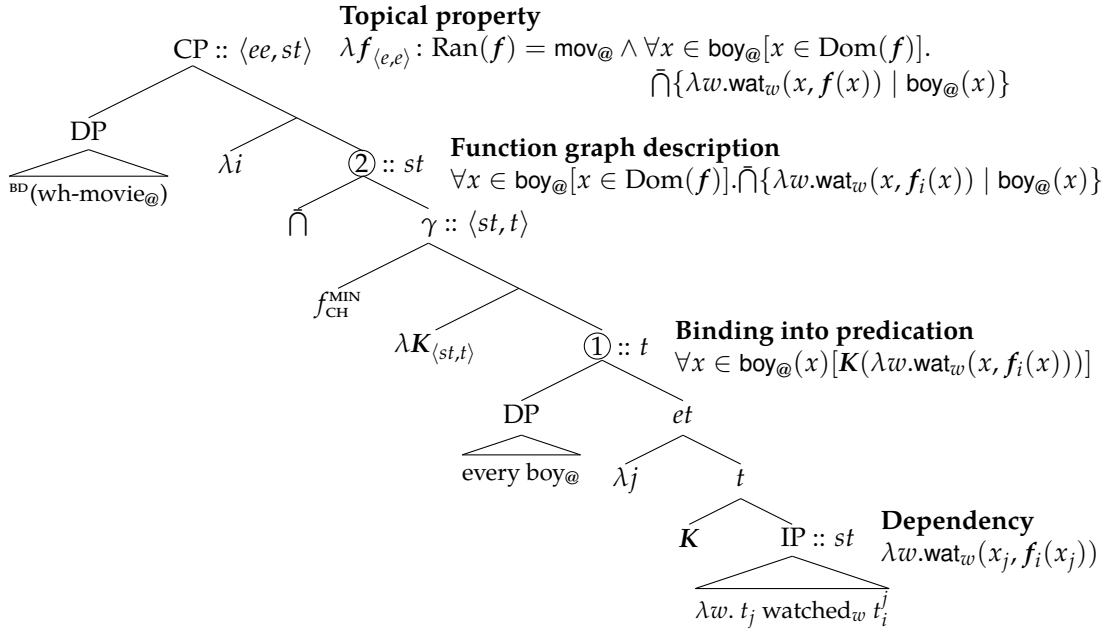 Topical property
CP :: ⟨ee, st⟩ λf⟨e,e⟩ : Ran(f) = mov@ ∧ ∀x ∈ boy@[x ∈ Dom(f)].
⋂̄{λw.watw(x, f(x)) | boy@(x)}
DP
λi
② :: st
Function graph description
∀x ∈ boy@[x ∈ Dom(f)].⋂̄{λw.watw(x, fi(x)) | boy@(x)}
BD(wh-movie@)
⋂̄
γ :: ⟨st, t⟩
f CH MIN
λK⟨st,t⟩
① :: t
Binding into predication
∀x ∈ boy@(x)[K(λw.watw(x, fi(x)))]
DP
et
every boy@
λj
t
K
IP :: st
Dependency
λw.watw(xj, fi(xj))
λw. tj watchedw tij